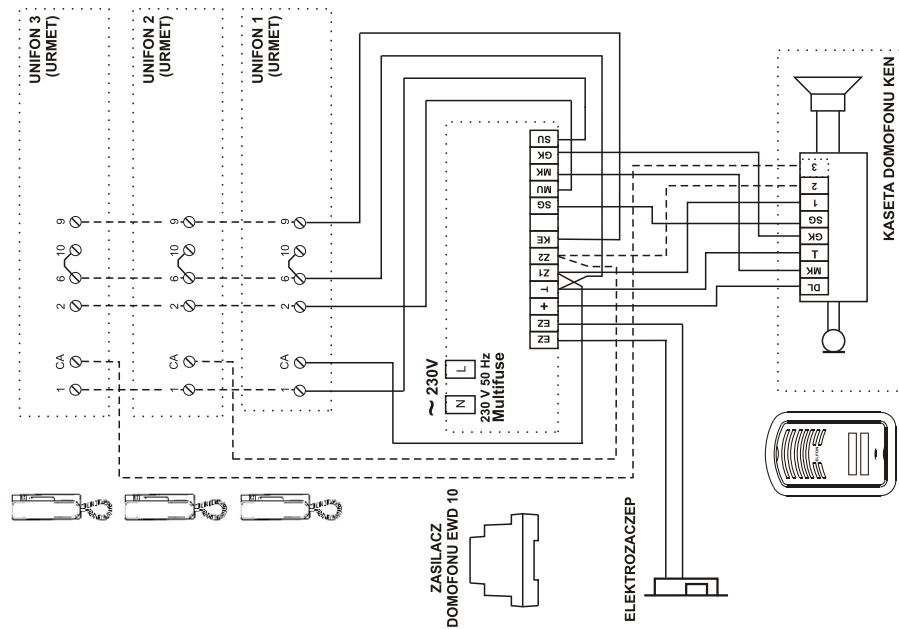 UNIFON 3
(URMET)
UNIFON 2
(URMET)
UNIFON 1
(URMET)
9
10
6
2
CA
1
9
10
6
2
CA
1
9
10
6
2
CA
1
SU
GK
MK
MU
SG
KE
Z2
Z1
⊥
+
EZ
EZ
~ 230V
N
L
230 V 50 Hz
Multifuse
3
2
1
SG
GK
⊥
MK
DL
KASETA DOMOFONU KEN
ZASILACZ
DOMOFONU EWD 10
ELEKTROZACZEP